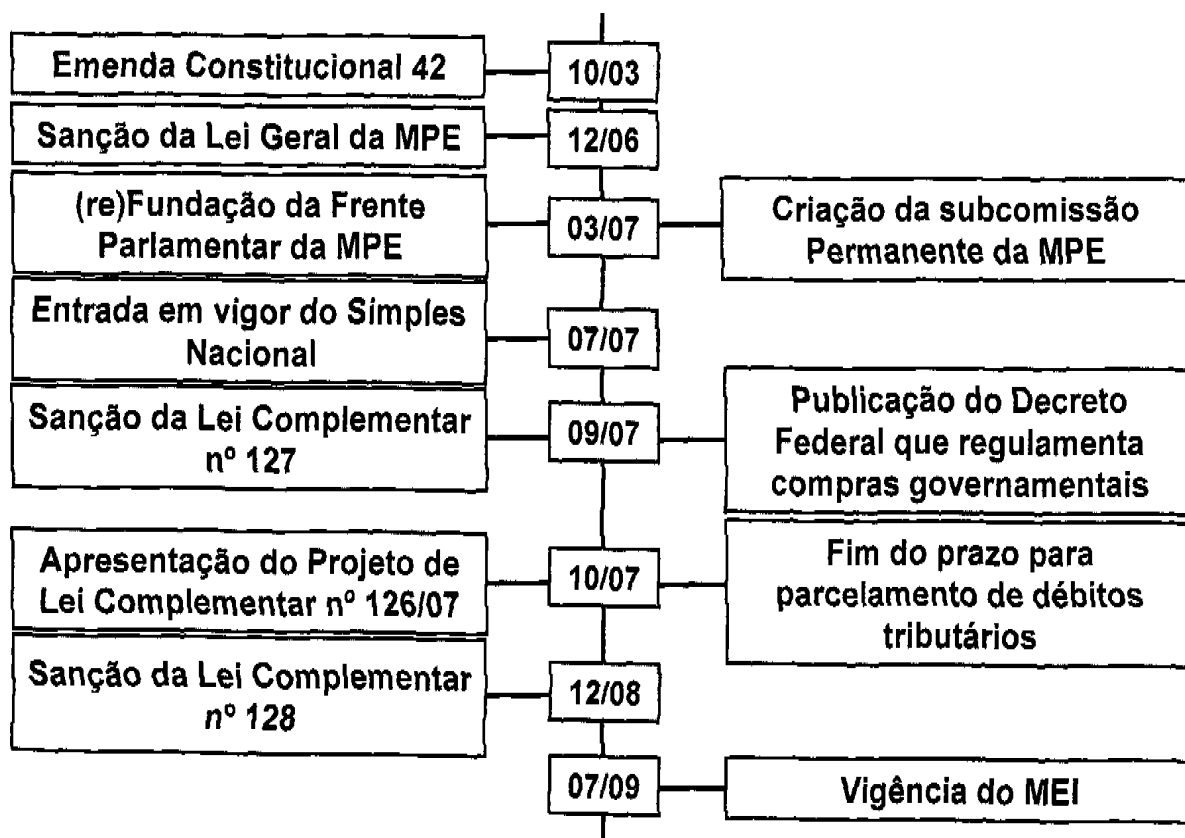 Emenda Constitucional 42
10/03
Sanção da Lei Geral da MPE
12/06
(re)Fundação da Frente
Parlamentar da MPE
03/07
Criação da subcomissão
Permanente da MPE
Entrada em vigor do Simples
Nacional
07/07
Sanção da Lei Complementar
nº 127
09/07
Publicação do Decreto
Federal que regulamenta
compras governamentais
Apresentação do Projeto de
Lei Complementar nº 126/07
10/07
Fim do prazo para
parcelamento de débitos
tributários
Sanção da Lei Complementar
nº 128
12/08
07/09
Vigência do MEI